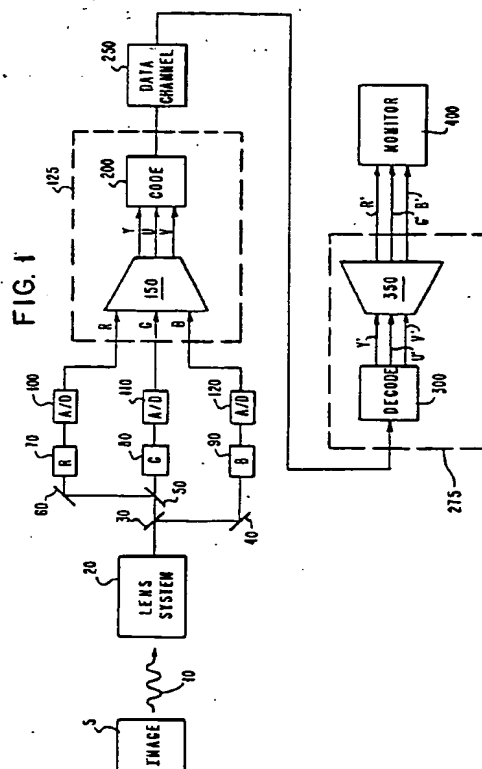 FIG. 1
5
IMAGE
10
20
LENS
SYSTEM
30
40
50
60
70
R
80
G
90
B
100
A/D
110
A/D
120
A/D
R
G
B
125
150
Y
U
V
200
CODE
250
DATA
CHANNEL
275
300
DECODE
Y'
U'
V'
350
R'
G'
B'
400
MONITOR